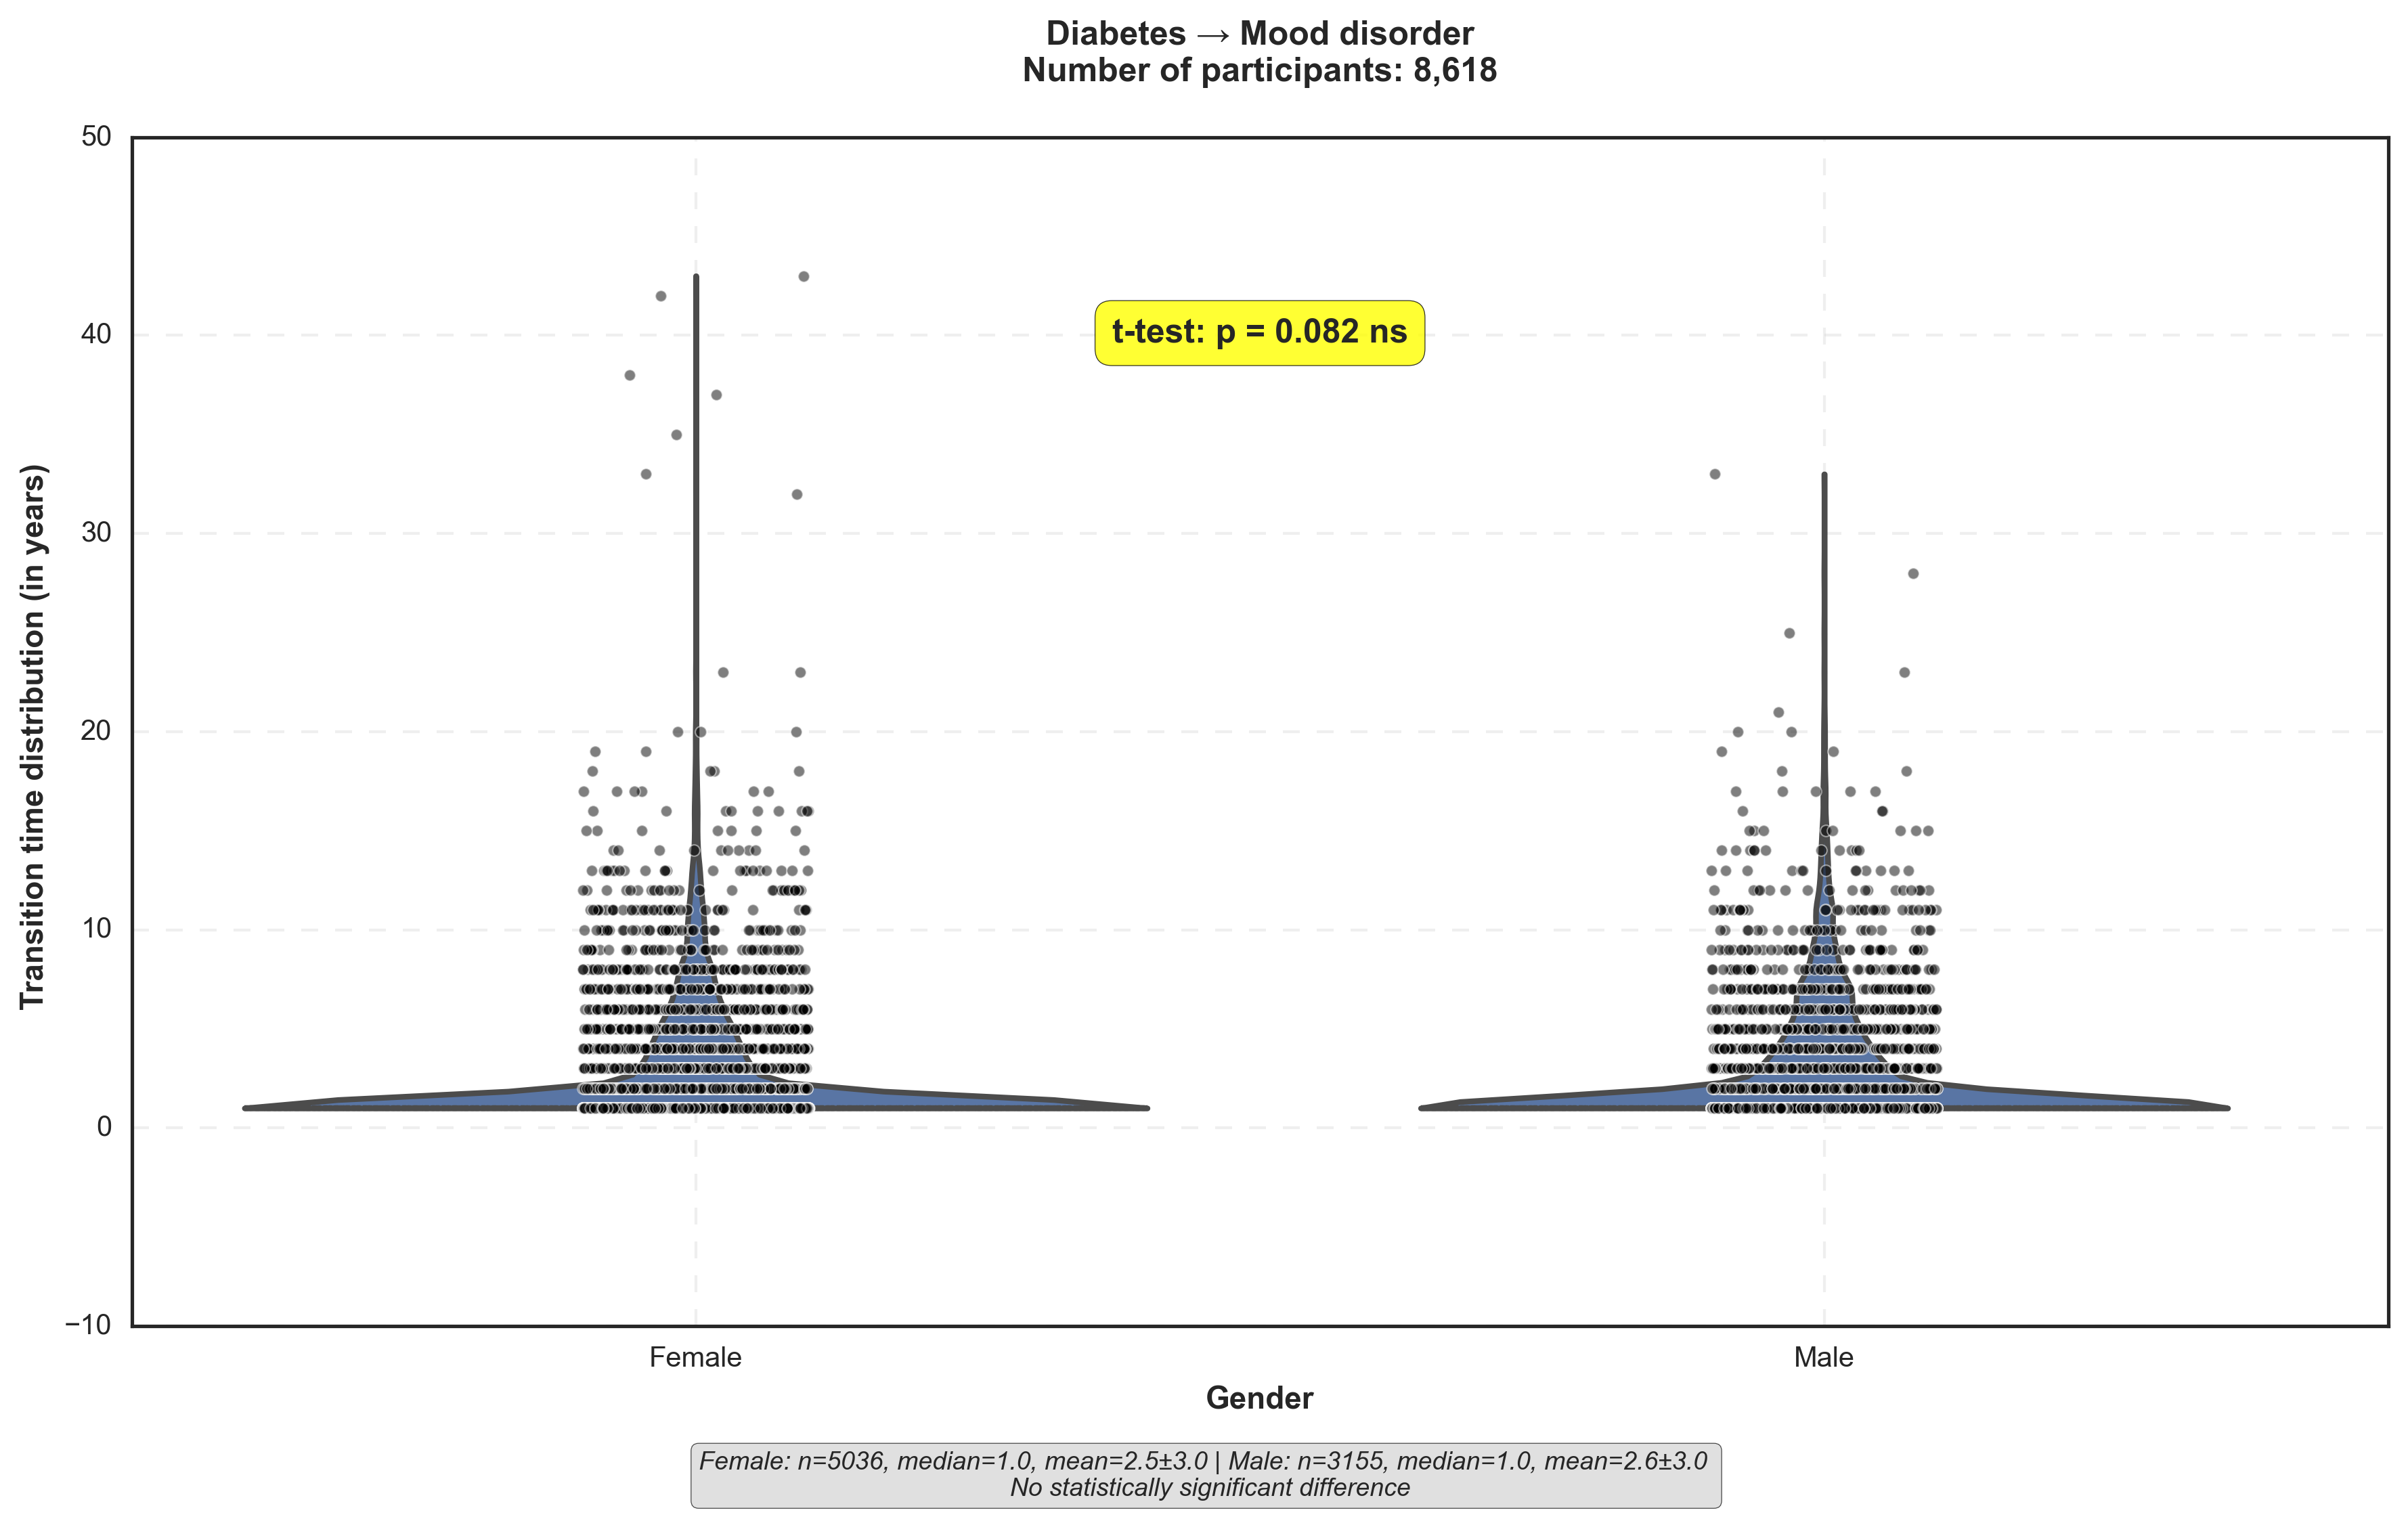 Diabetes → Mood disorder
Number of participants: 8,618
50
40
30
20
10
0
−10
Transition time distribution (in years)
t-test: p = 0.082 ns
Female
Male
Gender
Female: n=5036, median=1.0, mean=2.5±3.0 | Male: n=3155, median=1.0, mean=2.6±3.0
No statistically significant difference